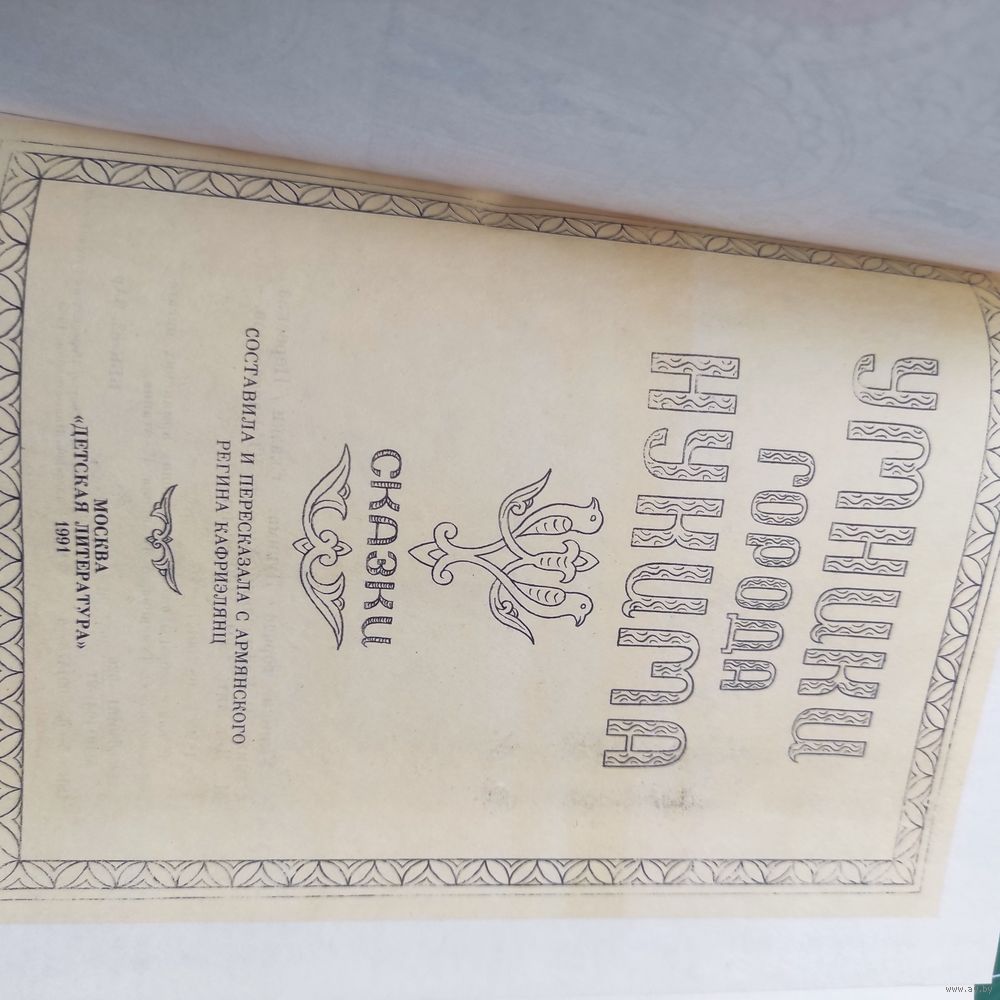 УМНИКИ
ГОРОДА
НУКИМА
СКАЗКИ
СОСТАВИЛА И ПЕРЕСКАЗАЛА С АРМЯНСКОГО
РЕГИНА КАФРИЭЛЯНЦ
МОСКВА
«ДЕТСКАЯ ЛИТЕРАТУРА»
1991